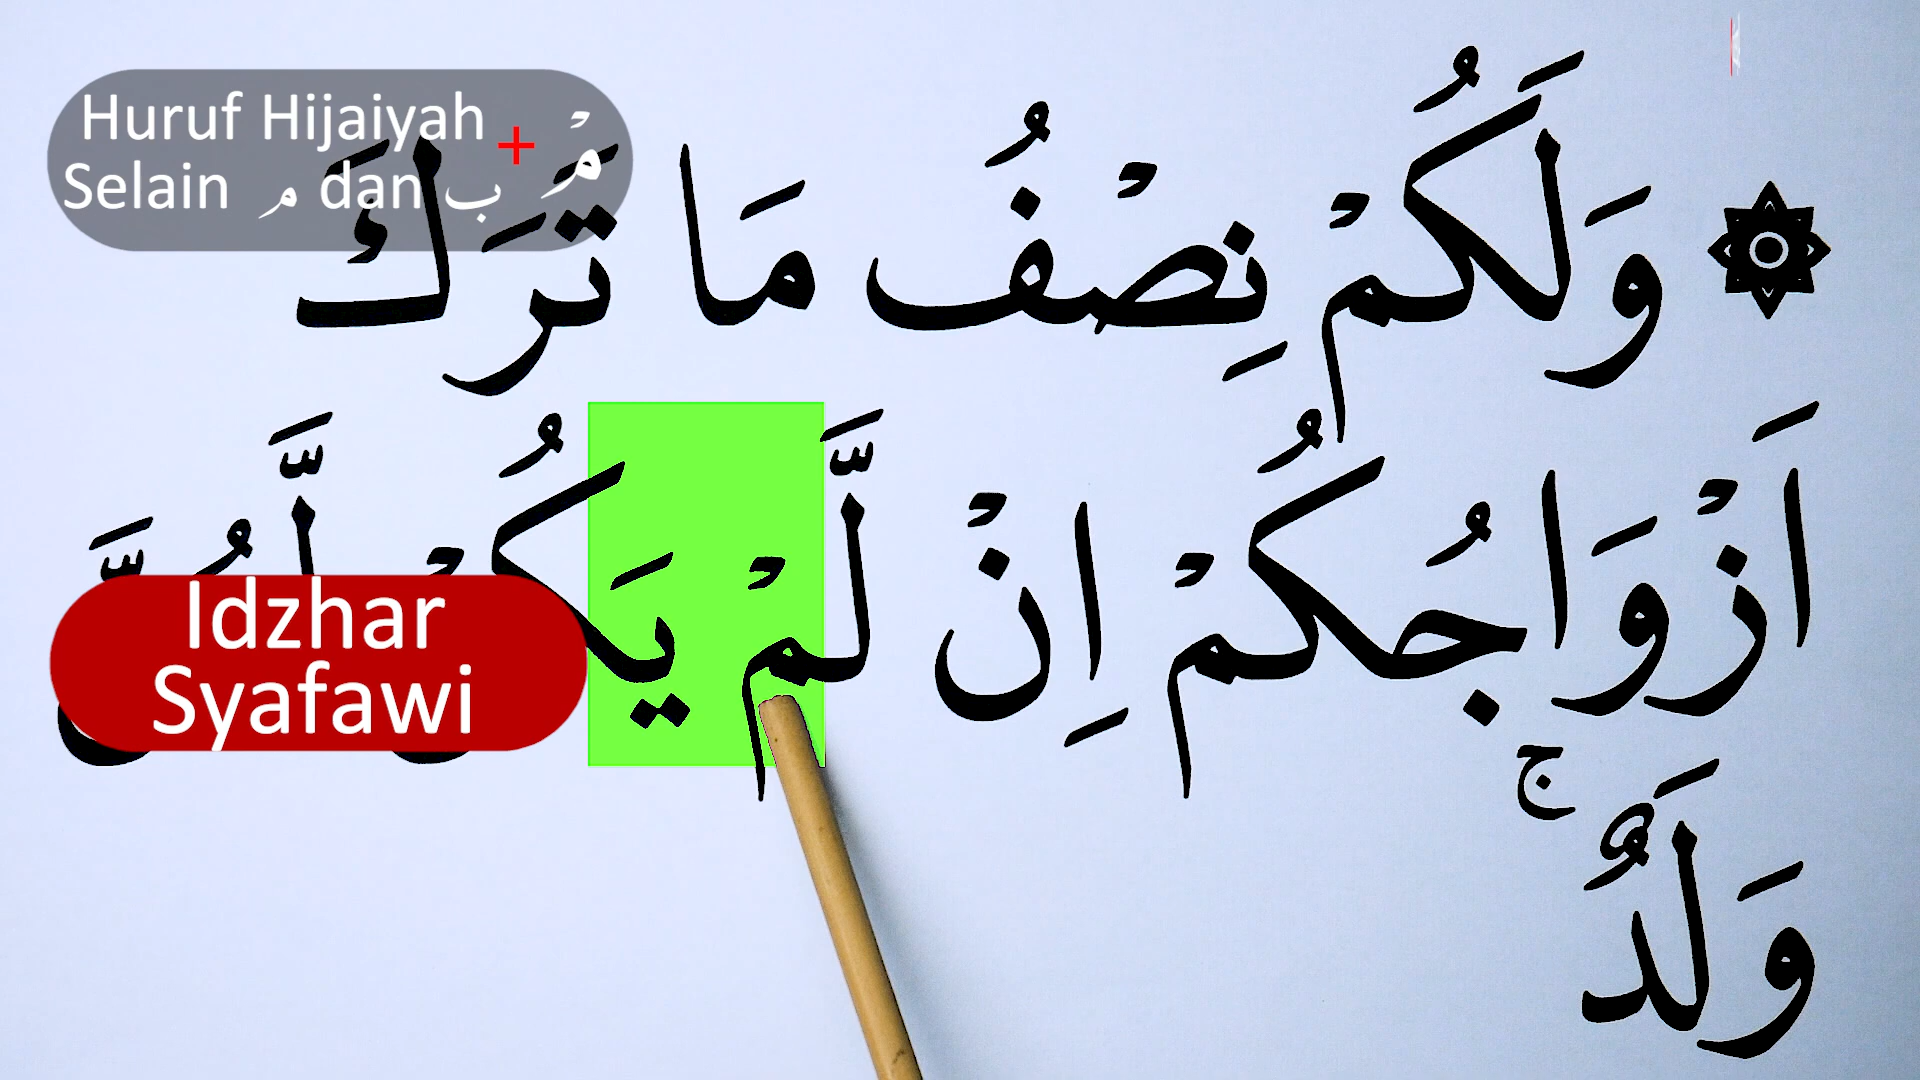 Huruf Hijaiyah + مْ
Selain م dan ب
۞ وَلَكُمْ نِصْفُ مَا تَرَكَ
اَزْوَاجُكُمْ اِنْ لَّمْ يَكُنْ لَّهُنَّ
Idzhar
Syafawi
وَلَدٌ ۚ